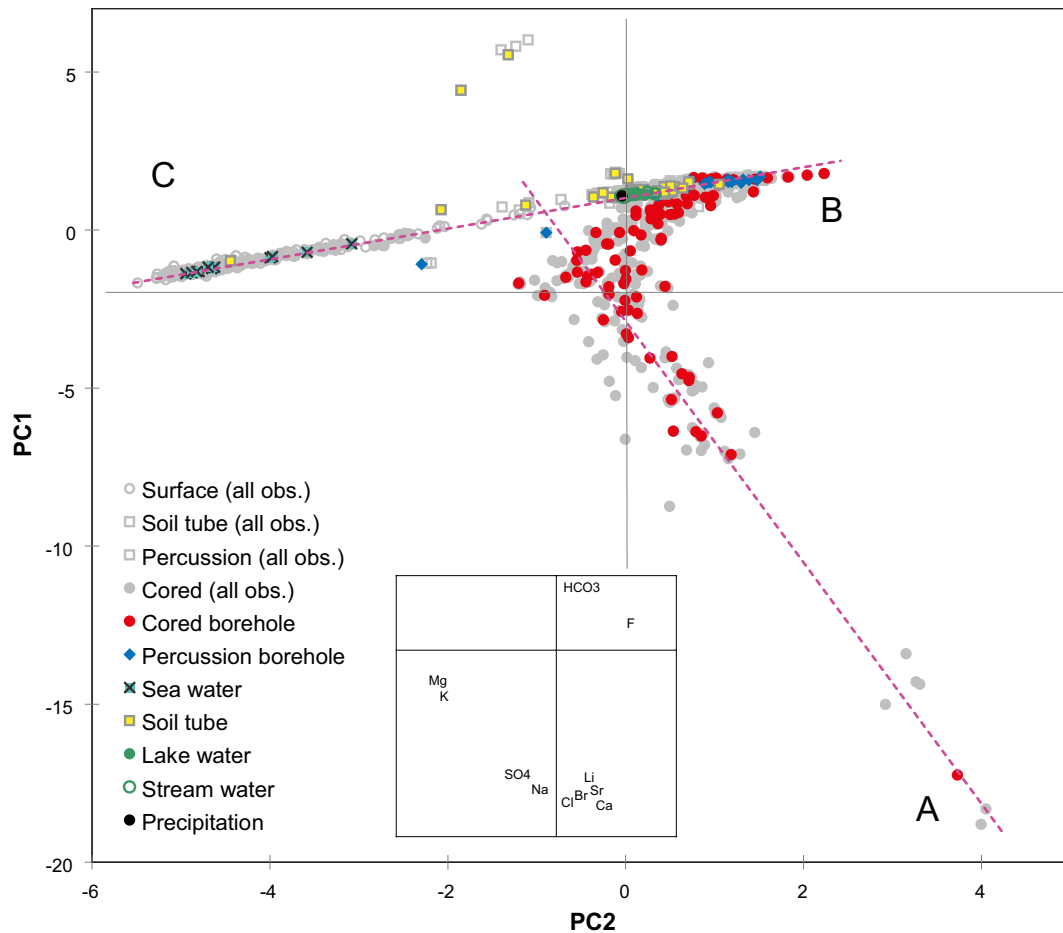 5
C
B
0
PC1
-5
Surface (all obs.)
Soil tube (all obs.)
-10
Percussion (all obs.)
Cored (all obs.)
HCO3
Cored borehole
F
Percussion borehole
Mg
Sea water
K
-15
Soil tube
Lake water
SO4
Li
Na
Sr
Br
Stream water
Cl
Ca
A
Precipitation
-20
-6 -4 -2 0 2 4
PC2